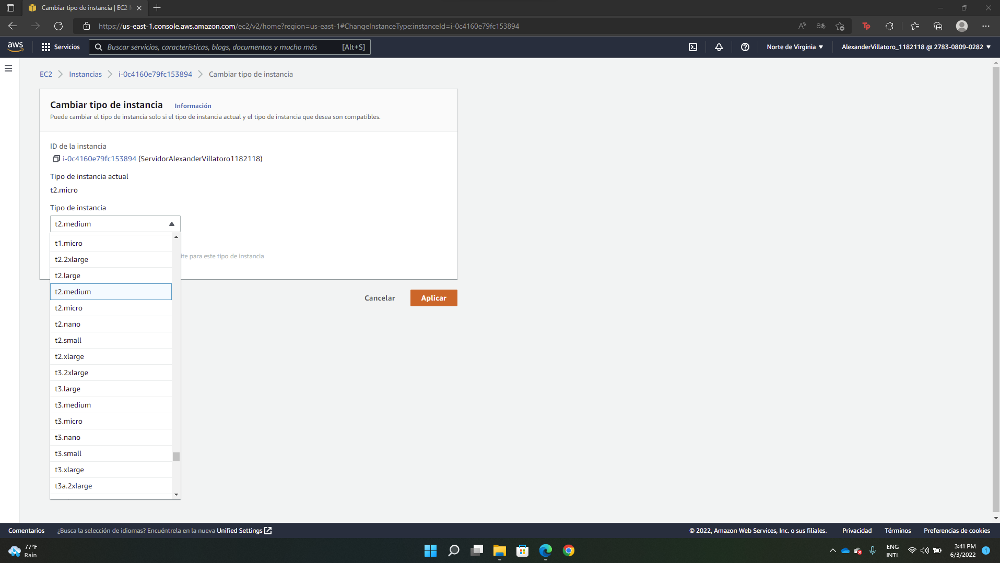 Cambiar tipo de instancia | EC2
https://us-east-1.console.aws.amazon.com/ec2/v2/home?region=us-east-1#ChangeInstanceType:instanceId=i-0c4160e79fc153894
aws
Servicios
Buscar servicios, características, blogs, documentos y mucho más
[Alt+S]
Norte de Virginia
AlexanderVillatoro_1182118 @ 2783-0809-0282
EC2
Instancias
i-0c4160e79fc153894
Cambiar tipo de instancia
Cambiar tipo de instancia
Información
Puede cambiar el tipo de instancia solo si el tipo de instancia actual y el tipo de instancia que desea son compatibles.
ID de la instancia
i-0c4160e79fc153894 (ServidorAlexanderVillatoro1182118)
Tipo de instancia actual
t2.micro
Tipo de instancia
t2.medium
t1.micro
t2.2xlarge
ite para este tipo de instancia
t2.large
t2.medium
Cancelar
Aplicar
t2.micro
t2.nano
t2.small
t2.xlarge
t3.2xlarge
t3.large
t3.medium
t3.micro
t3.nano
t3.small
t3.xlarge
t3a.2xlarge
Comentarios
¿Busca la selección de idiomas? Encuéntrela en la nueva Unified Settings
© 2022, Amazon Web Services, Inc. o sus filiales.
Privacidad
Términos
Preferencias de cookies
77°F
Rain
ENG
INTL
3:41 PM
6/3/2022
1